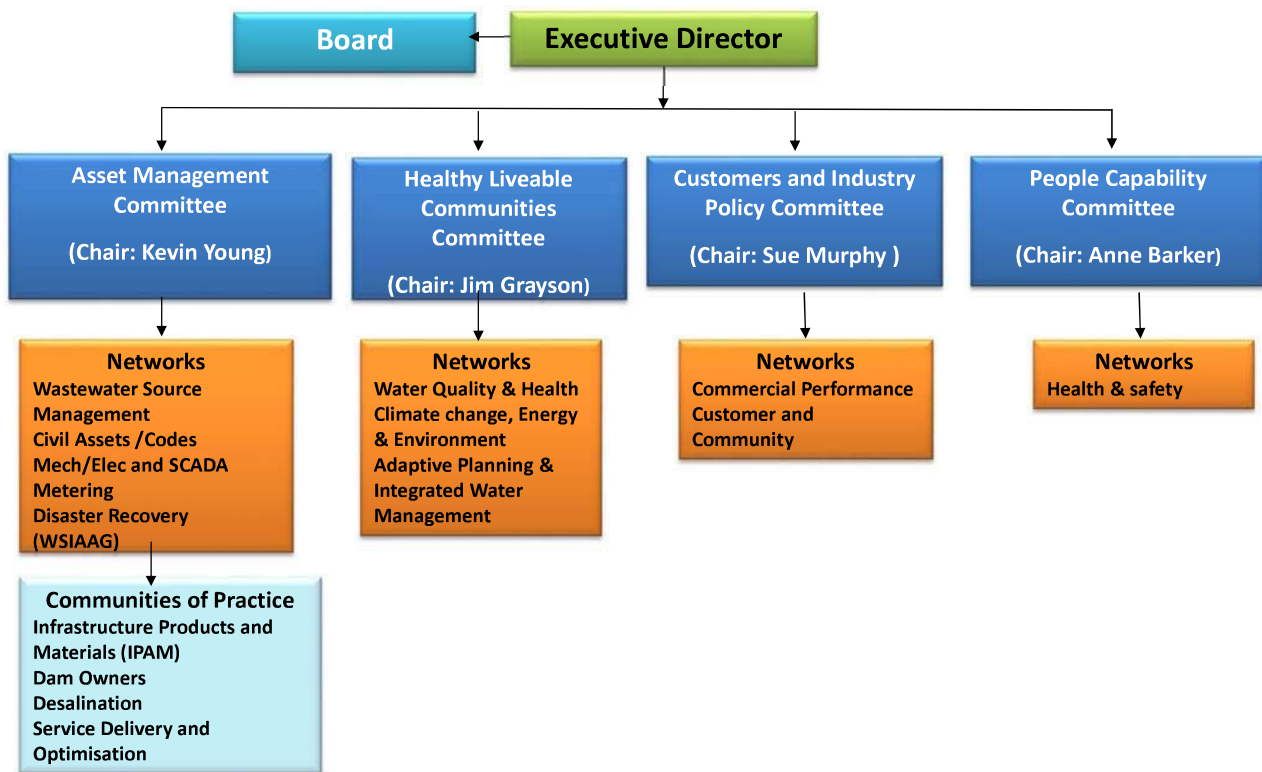 Board
Executive Director
Asset Management
Committee
(Chair: Kevin Young)
Healthy Liveable
Communities
Committee
(Chair: Jim Grayson)
Customers and Industry
Policy Committee
(Chair: Sue Murphy )
People Capability
Committee
(Chair: Anne Barker)
Networks
Wastewater Source
Management
Civil Assets /Codes
Mech/Elec and SCADA
Metering
Disaster Recovery
(WSIAAG)
Networks
Water Quality & Health
Climate change, Energy
& Environment
Adaptive Planning &
Integrated Water
Management
Networks
Commercial Performance
Customer and
Community
Networks
Health & safety
Communities of Practice
Infrastructure Products and
Materials (IPAM)
Dam Owners
Desalination
Service Delivery and
Optimisation